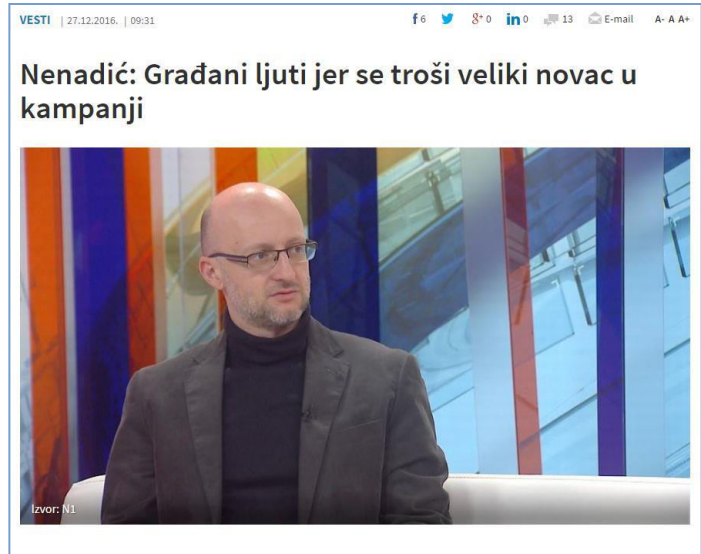 VESTI | 27.12.2016. | 09:31 f 6 g+ 0 in 0 13 E-mail A- A A+
Nenadić: Građani ljuti jer se troši veliki novac u
kampanji
Izvor: N1